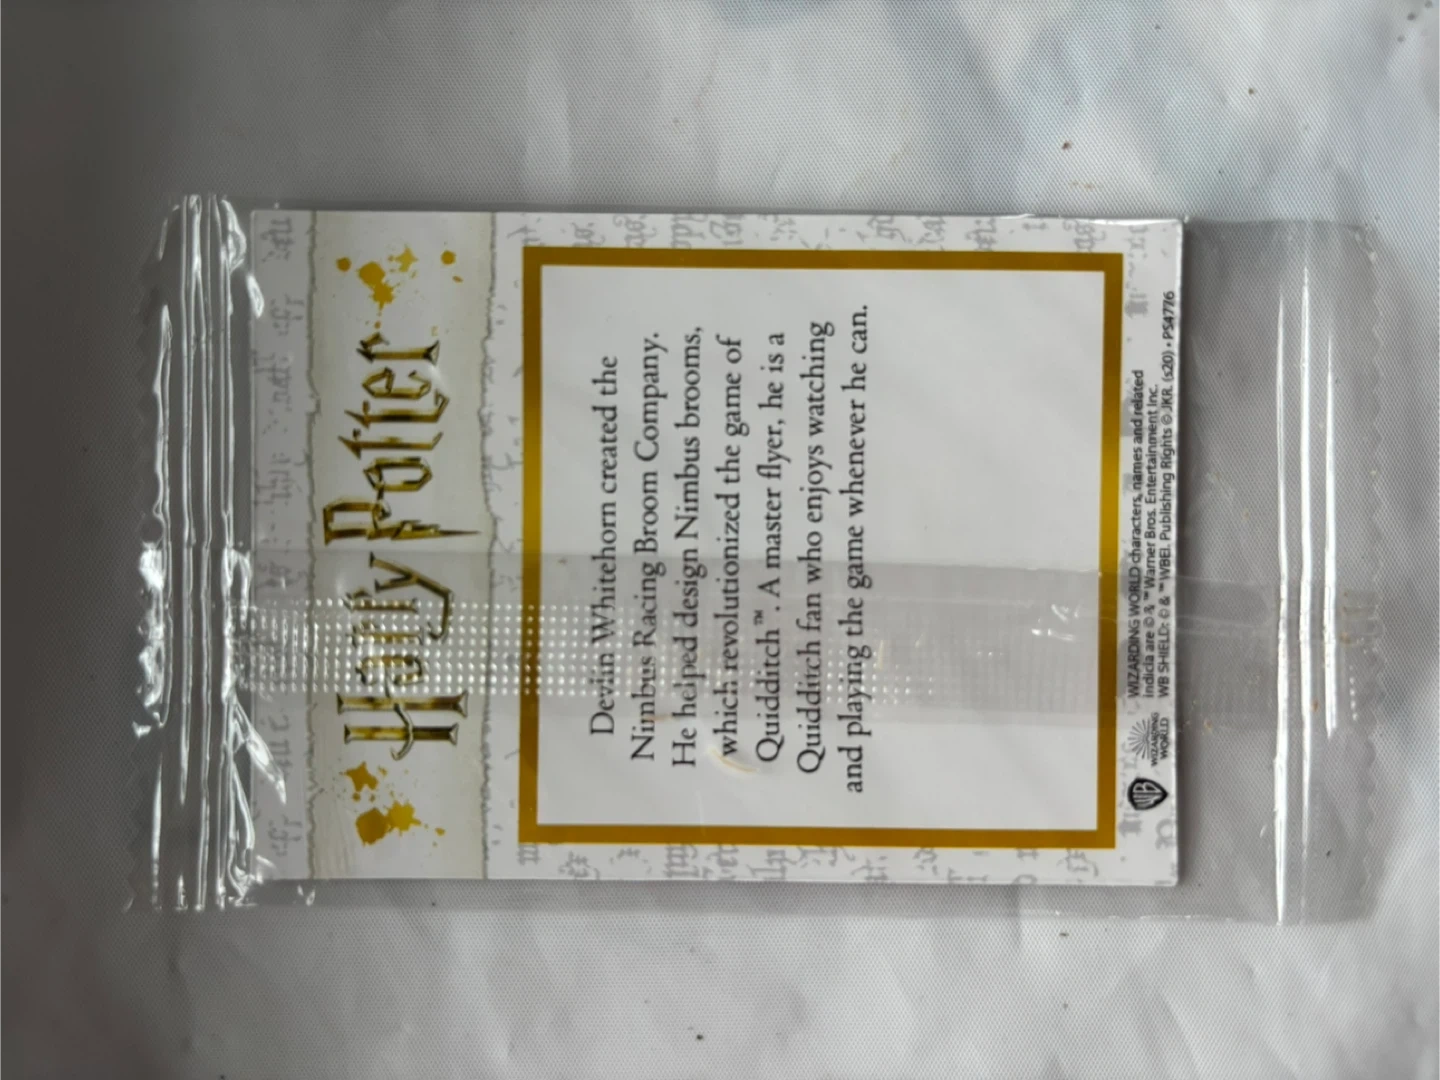 Harry Potter
Devlin Whitehorn created the
Nimbus Racing Broom Company.
He helped design Nimbus brooms,
which revolutionized the game of
Quidditch™. A master flyer, he is a
Quidditch fan who enjoys watching
and playing the game whenever he can.
WB
WIZARDING
WORLD
WIZARDING WORLD characters, names and related
indicia are © & ™ Warner Bros. Entertainment Inc.
WB SHIELD: © & ™ WBEI. Publishing Rights © JKR. (s20) • PS4776